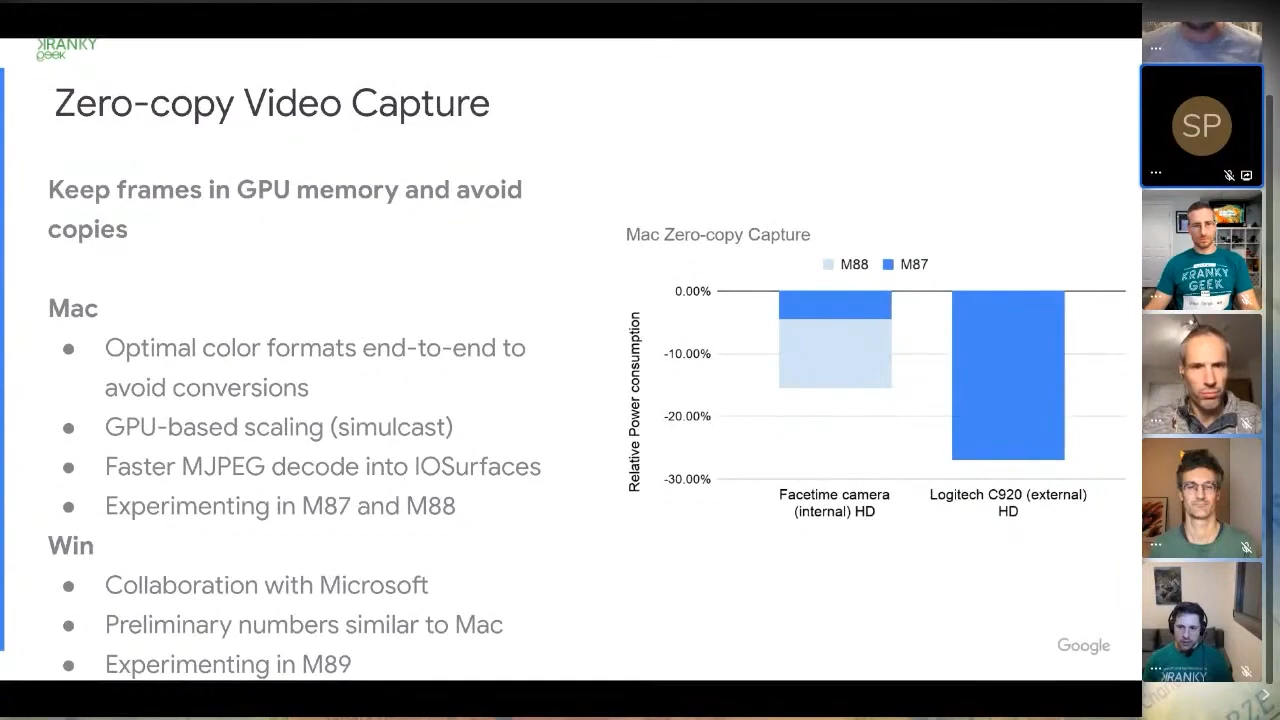 KRANKY
geek
Zero-copy Video Capture
Keep frames in GPU memory and avoid
copies
Mac
● Optimal color formats end-to-end to
avoid conversions
● GPU-based scaling (simulcast)
● Faster MJPEG decode into IOSurfaces
● Experimenting in M87 and M88
Win
● Collaboration with Microsoft
● Preliminary numbers similar to Mac
● Experimenting in M89
Mac Zero-copy Capture
M88 M87
Relative Power consumption
0.00%
-10.00%
-20.00%
-30.00%
Facetime camera
(internal) HD
Logitech C920 (external)
HD
Google
SP
KRANKY
GEEK
KRANKY